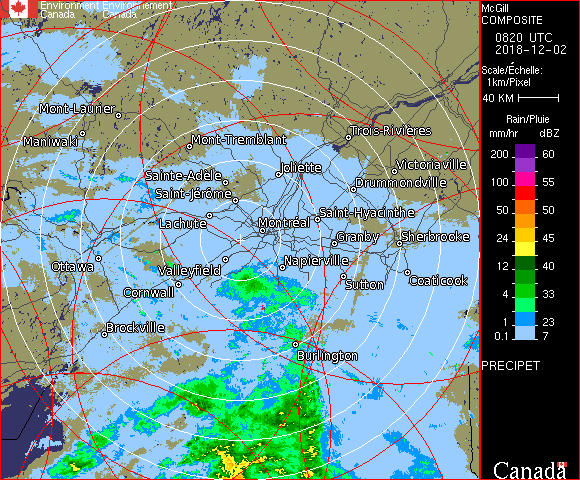 Environment Environnement
Canada Canada
McGill
COMPOSITE
0820 UTC
2018-12-02
Scale/Échelle:
1km/Pixel
40 KM
Rain/Pluie
mm/hr dBZ
200 60
100 55
50 50
24 45
12 40
4 33
1 23
0.1 7
PRECIPET
Canada
Mont-Laurier
Maniwaki
Mont-Tremblant
Trois-Rivières
Sainte-Adèle
Joliette
Victoriaville
Saint-Jérôme
Drummondville
Lachute
Montréal
Saint-Hyacinthe
Granby
Sherbrooke
Ottawa
Valleyfield
Napierville
Cornwall
Sutton
Coaticook
Brockville
Burlington